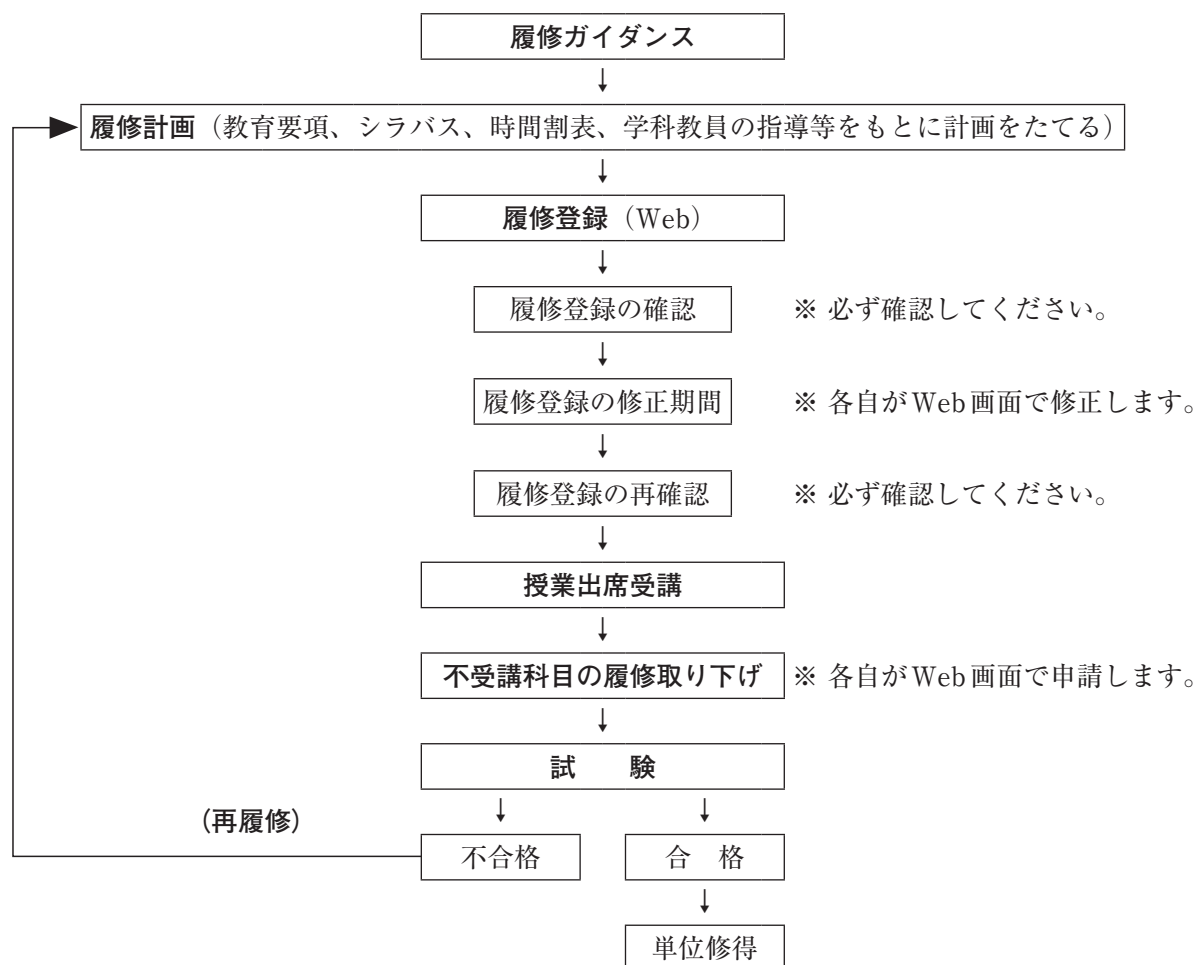 履修ガイダンス
↓
履修計画（教育要項、シラバス、時間割表、学科教員の指導等をもとに計画をたてる）
↓
履修登録（Web）
↓
履修登録の確認　※ 必ず確認してください。
↓
履修登録の修正期間　※ 各自がWeb画面で修正します。
↓
履修登録の再確認　※ 必ず確認してください。
↓
授業出席受講
↓
不受講科目の履修取り下げ　※ 各自がWeb画面で申請します。
↓
試　験
↓　↓
（再履修）
不合格　合　格
↓
単位修得